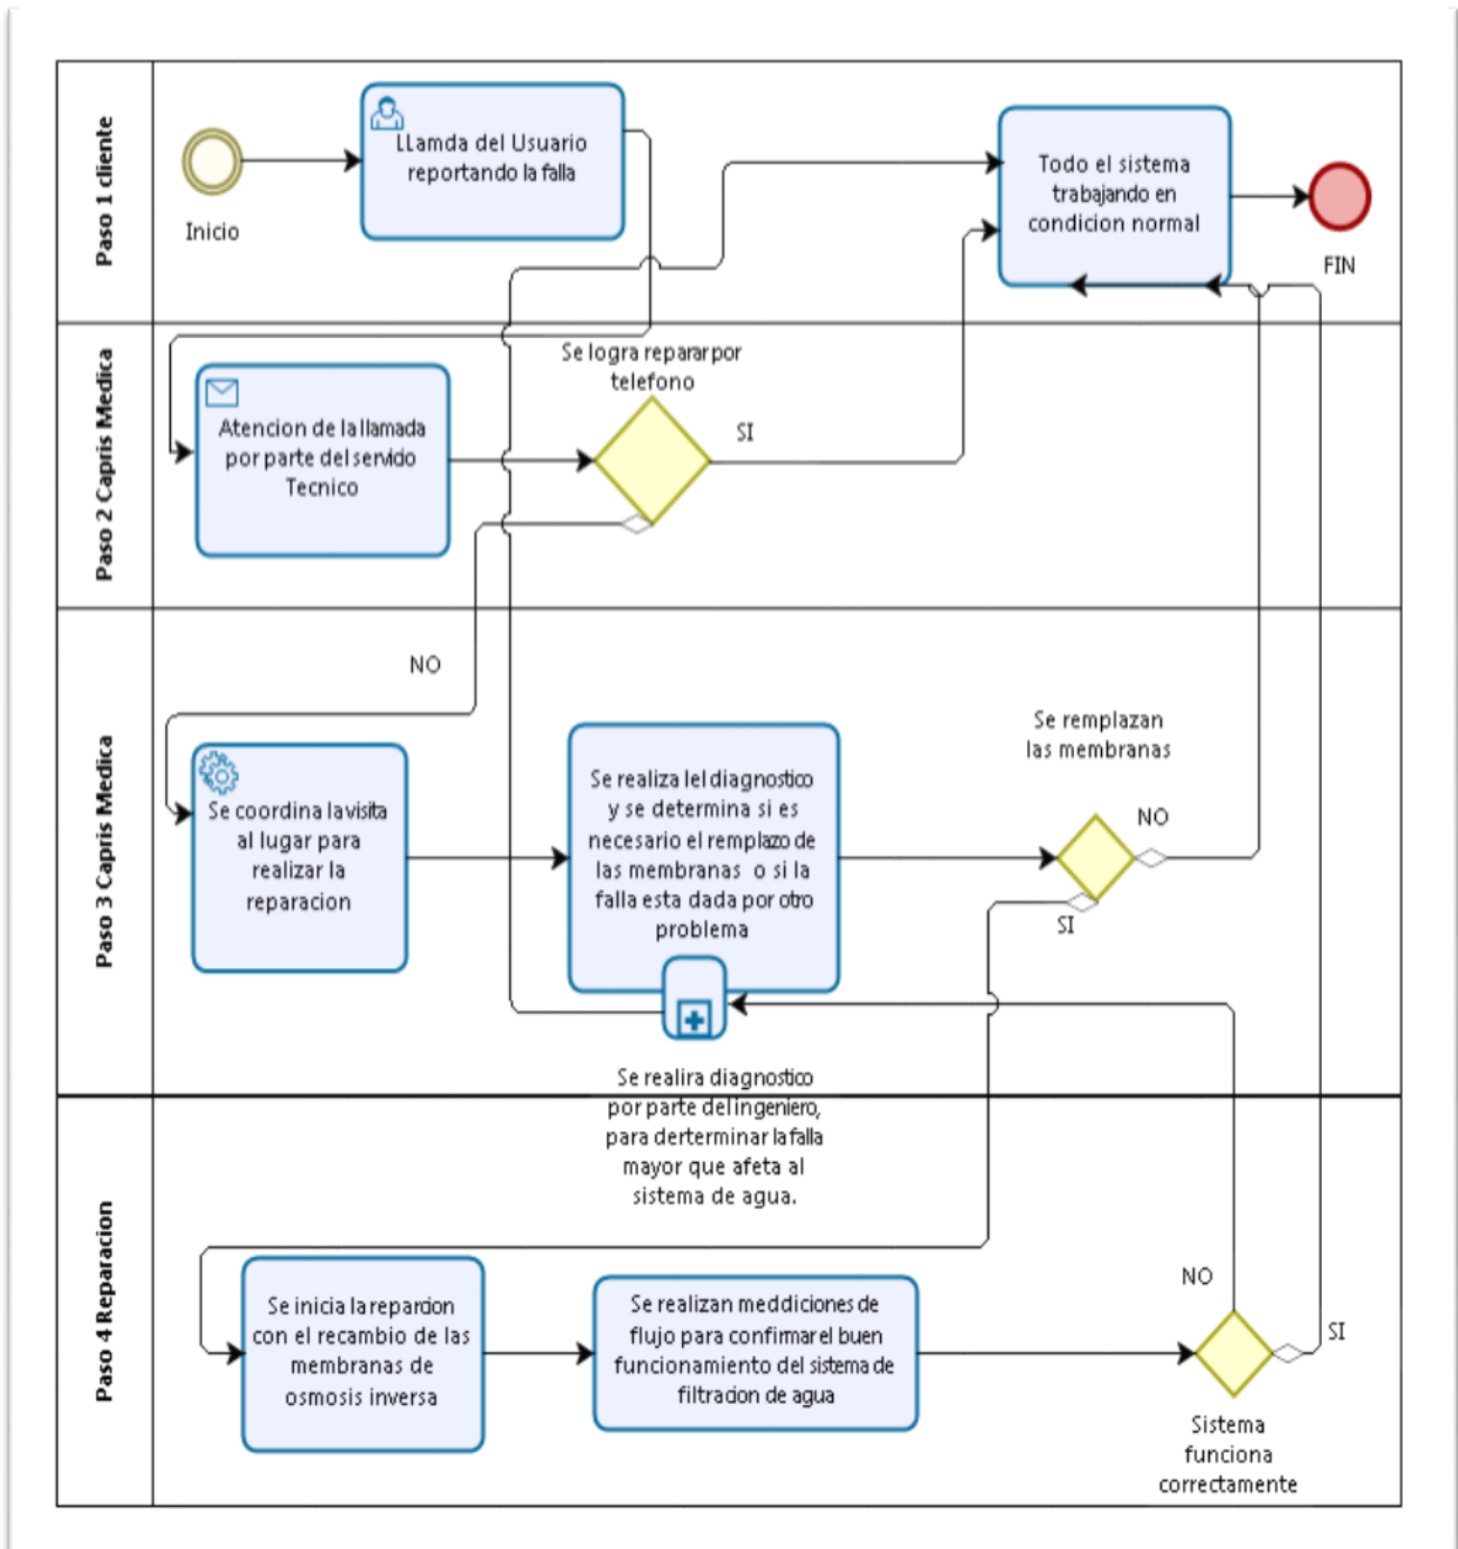 Paso 1 cliente
Inicio
LLamda del Usuario
reportando la falla
Todo el sistema
trabajando en
condicion normal
FIN
Paso 2 Capris Medica
Atencion de la llamada
por parte del servicio
Tecnico
Se logra reparar por
telefono
SI
NO
Paso 3 Capris Medica
Se coordina la visita
al lugar para
realizar la
reparacion
Se realiza lel diagnostico
y se determina si es
necesario el remplazo de
las membranas o si la
falla esta dada por otro
problema
Se remplazan
las membranas
NO
SI
Se realira diagnostico
por parte del ingeniero,
para derterminar la falla
mayor que afeta al
sistema de agua.
Paso 4 Reparacion
Se inicia la reparcion
con el recambio de las
membranas de
osmosis inversa
Se realizan meddiciones de
flujo para confirmar el buen
funcionamiento del sistema de
filtracion de agua
NO
SI
Sistema
funciona
correctamente